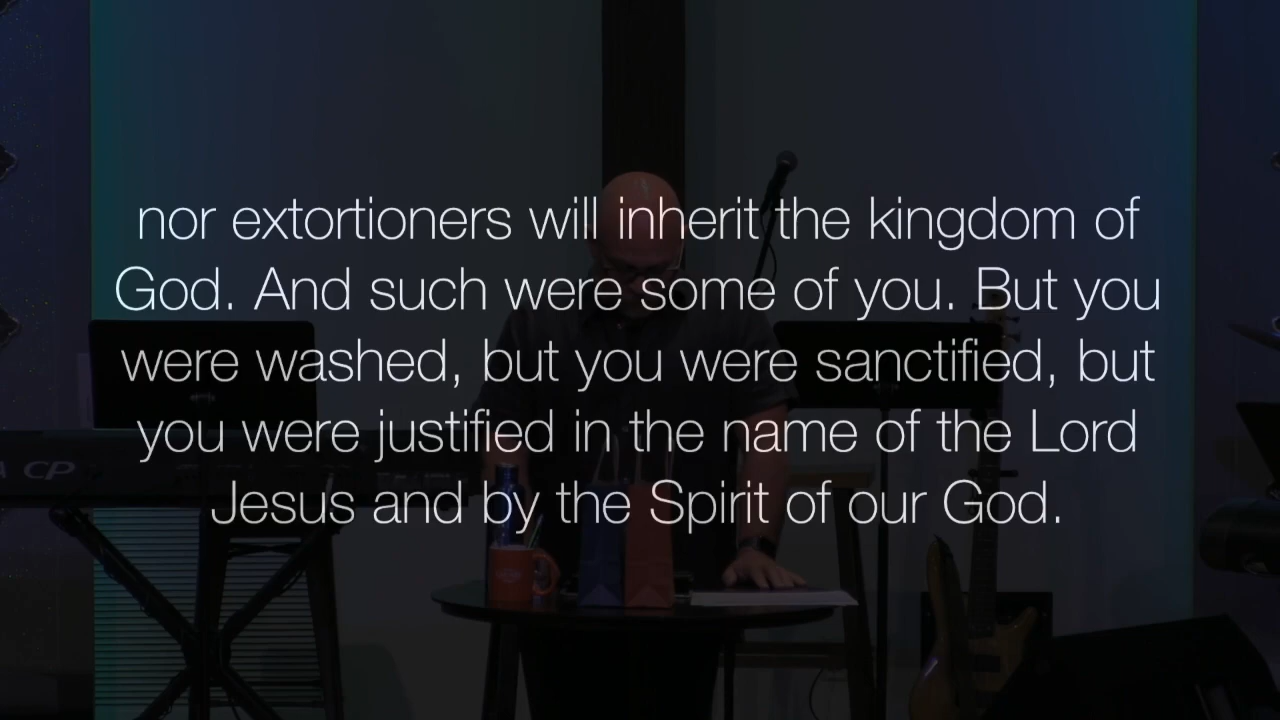 nor extortioners will inherit the kingdom of
God. And such were some of you. But you
were washed, but you were sanctified, but
you were justified in the name of the Lord
Jesus and by the Spirit of our God.
A CP